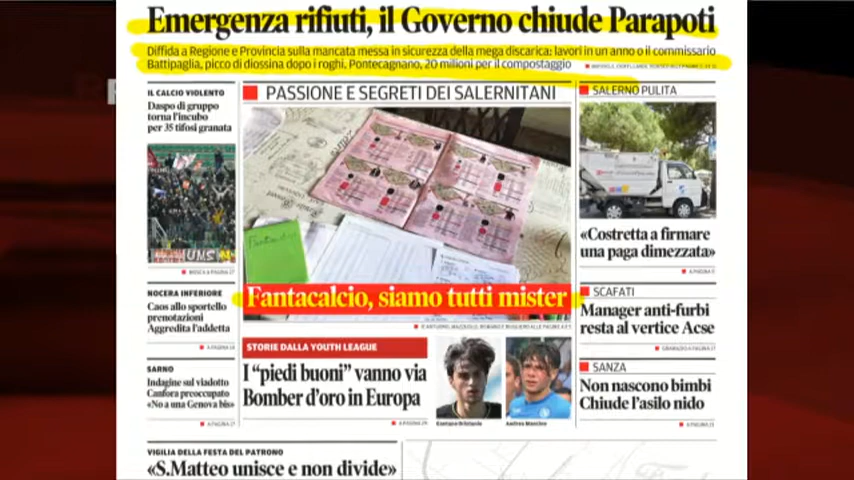 Emergenza rifiuti, il Governo chiude Parapoti
Diffida a Regione e Provincia sulla mancata messa in sicurezza della mega discarica: lavori in un anno o il commissario
Battipaglia, picco di diossina dopo i roghi. Pontecagnano, 20 milioni per il compostaggio
IL CALCIO VIOLENTO
Daspo di gruppo
torna l'incubo
per 35 tifosi granata
UMS
A PAGINA 27
NOCERA INFERIORE
Caos allo sportello
prenotazioni
Aggredita l'addetta
SARNO
Indagine sul viadotto
Canfora preoccupato
«No a una Genova bis»
PASSIONE E SEGRETI DEI SALERNITANI
Fantacalcio, siamo tutti mister
STORIE DALLA YOUTH LEAGUE
I "piedi buoni" vanno via
Bomber d'oro in Europa
SALERNO PULITA
«Costretta a firmare
una paga dimezzata»
SCAFATI
Manager anti-furbi
resta al vertice Acse
SANZA
Non nascono bimbi
Chiude l'asilo nido
VIGILIA DELLA FESTA DEL PATRONO
«S.Matteo unisce e non divide»